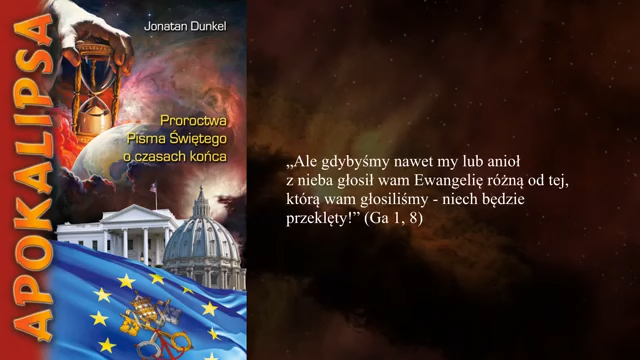 Jonatan Dunkel
APOKALIPSA
Proroctwa
Pisma Świętego
o czasach końca
„Ale gdybyśmy nawet my lub anioł
z nieba głosił wam Ewangelię różną od tej,
którą wam głosiliśmy - niech będzie
przeklęty!” (Ga 1, 8)